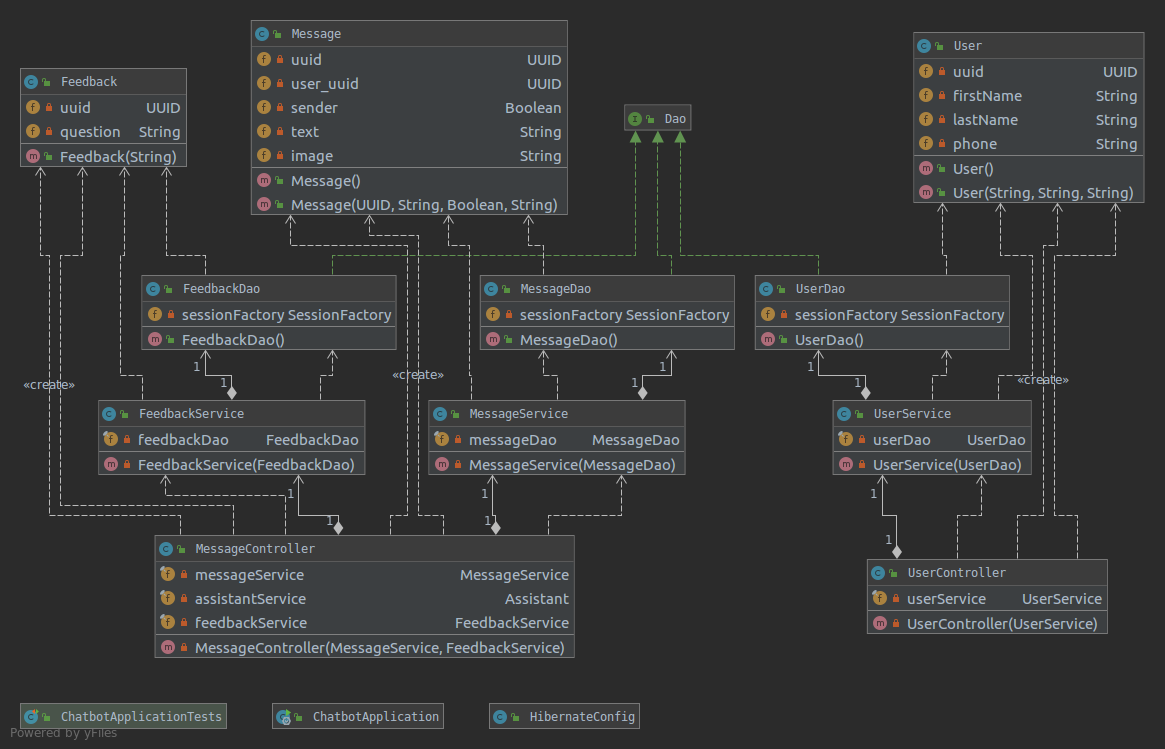 Message
uuid UUID
user_uuid UUID
sender Boolean
text String
image String
Message()
Message(UUID, String, Boolean, String)
User
uuid UUID
firstName String
lastName String
phone String
User()
User(String, String, String)
Feedback
uuid UUID
question String
Feedback(String)
Dao
FeedbackDao
sessionFactory SessionFactory
FeedbackDao()
MessageDao
sessionFactory SessionFactory
MessageDao()
UserDao
sessionFactory SessionFactory
UserDao()
1
1
1
1
1
1
«create»
«create»
«create»
FeedbackService
feedbackDao FeedbackDao
FeedbackService(FeedbackDao)
MessageService
messageDao MessageDao
MessageService(MessageDao)
UserService
userDao UserDao
UserService(UserDao)
1
1
1
1
1
1
MessageController
messageService MessageService
assistantService Assistant
feedbackService FeedbackService
MessageController(MessageService, FeedbackService)
UserController
userService UserService
UserController(UserService)
ChatbotApplicationTests
ChatbotApplication
HibernateConfig
Powered by yFiles